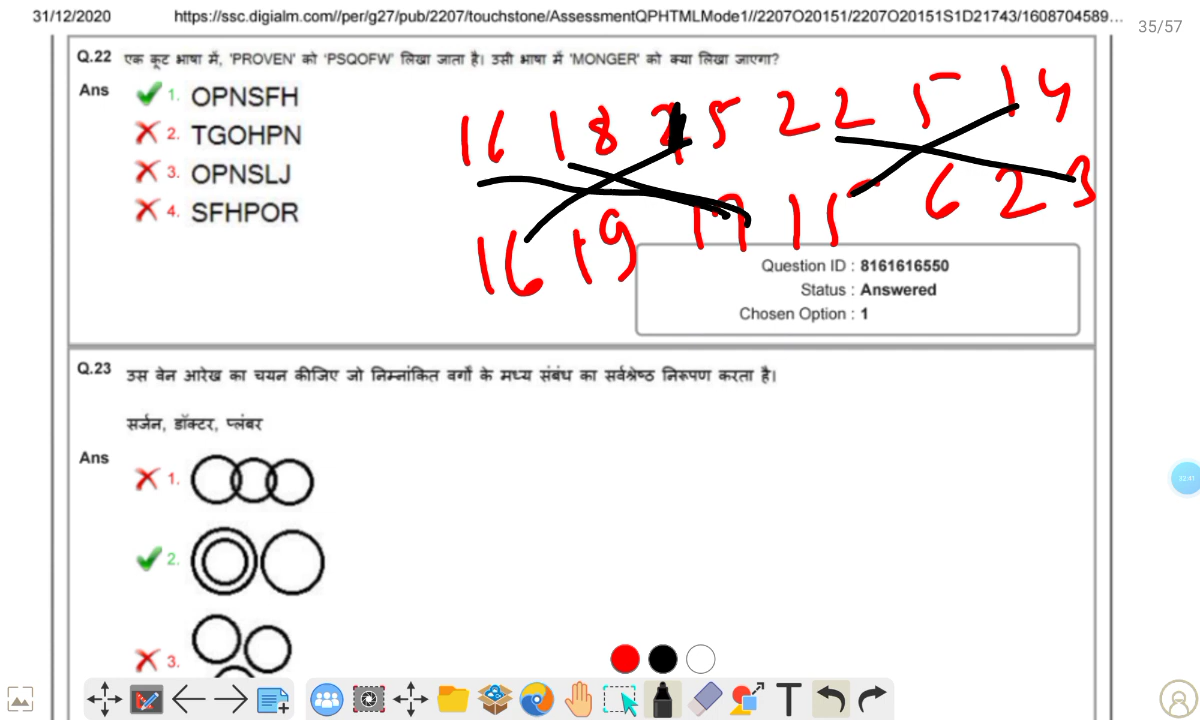 31/12/2020 https://ssc.digialm.com//per/g27/pub/2207/touchstone/AssessmentQPHTMLMode1//2207O20151/2207O20151S1D21743/1608704589...
35/57
Q.22 एक कूट भाषा में, 'PROVEN' को 'PSQOFW' लिखा जाता है। उसी भाषा में 'MONGER' को क्या लिखा जाएगा?
Ans 1. OPNSFH
2. TGOHPN
3. OPNSLJ
4. SFHPOR
16 18 15 22 5 14
16 19 17 15 6 23
Question ID : 8161616550
Status : Answered
Chosen Option : 1
Q.23 उस वेन आरेख का चयन कीजिए जो निम्नांकित वर्गों के मध्य संबंध का सर्वश्रेष्ठ निरूपण करता है।
सर्जन, डॉक्टर, प्लंबर
Ans 1.
2.
3.
22:41
T